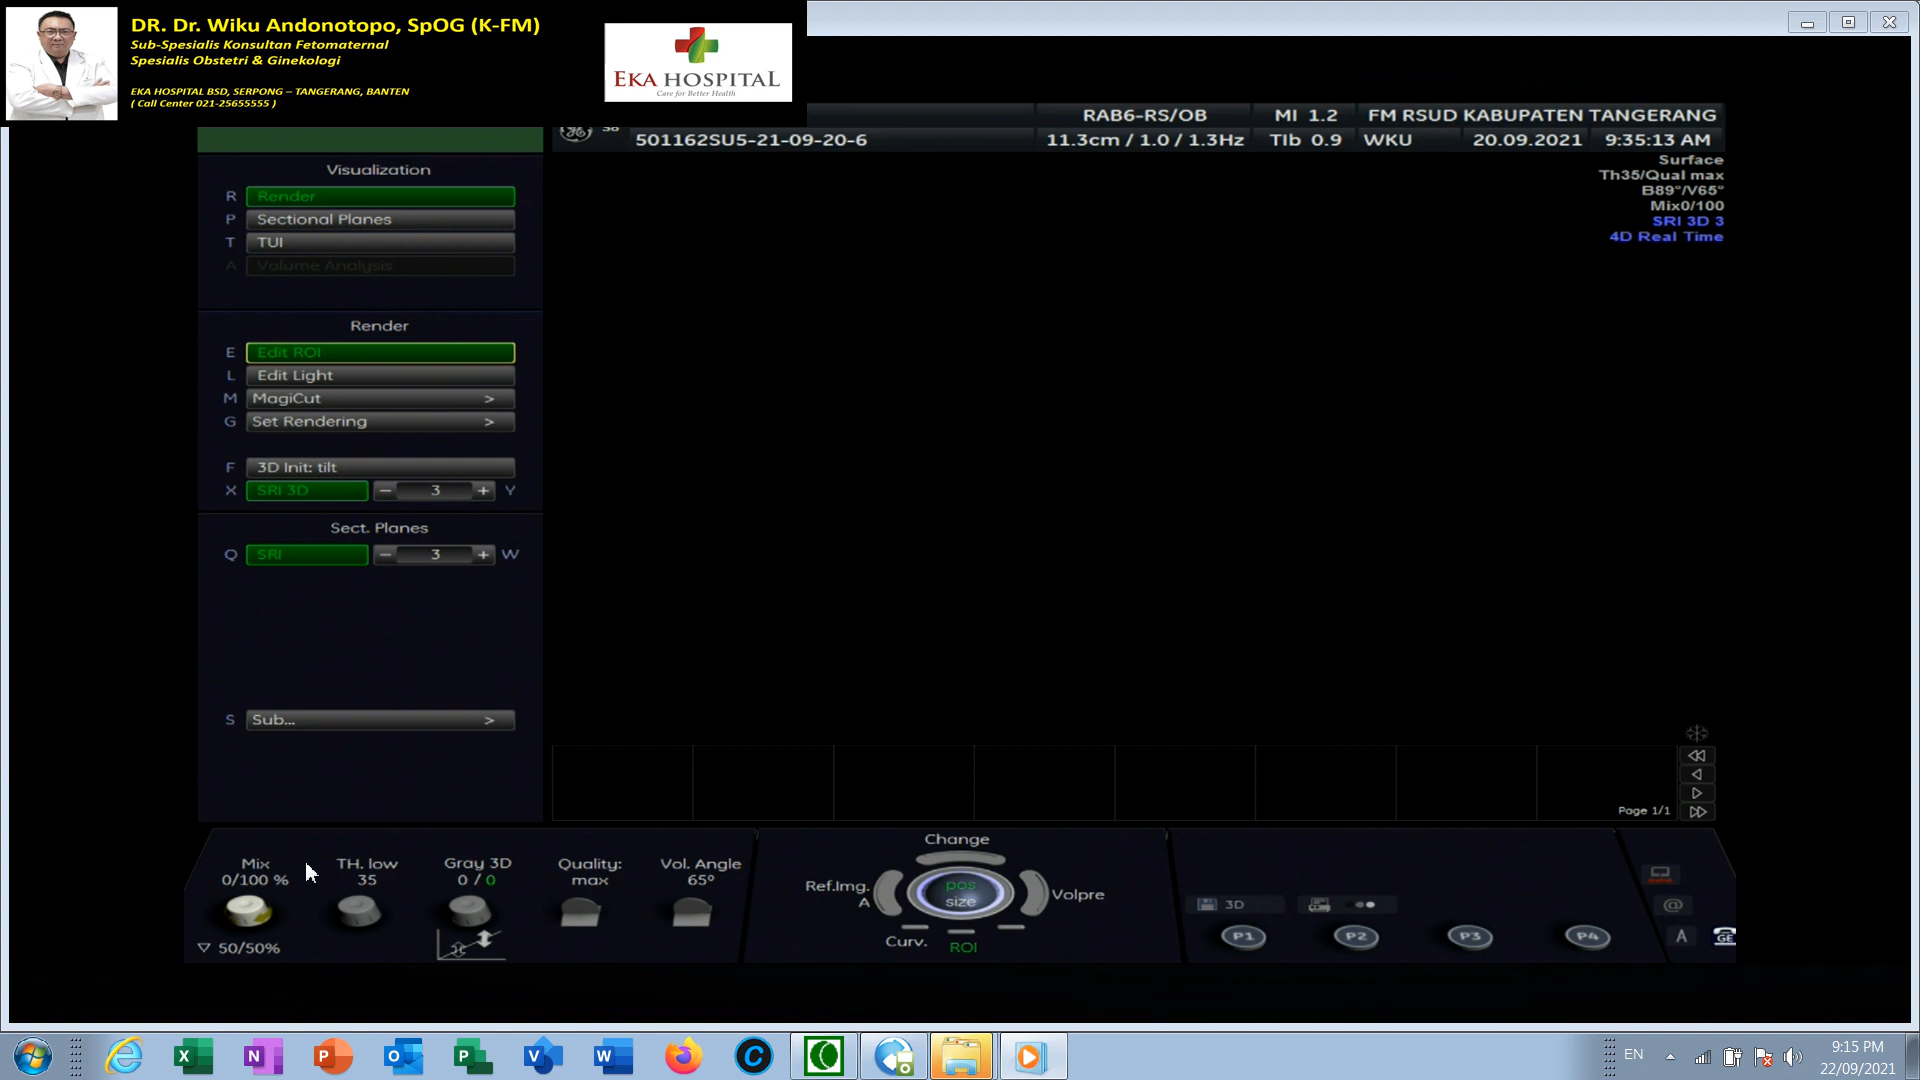 DR. Dr. Wiku Andonotopo, SpOG (K-FM)
Sub-Spesialis Konsultan Fetomaternal
Spesialis Obstetri & Ginekologi
EKA HOSPITAL BSD, SERPONG – TANGERANG, BANTEN
( Call Center 021-25655555 )
EKA HOSPITAL
Care for Better Health
RAB6-RS/OB MI 1.2 FM RSUD KABUPATEN TANGERANG
501162SU5-21-09-20-6 11.3cm / 1.0 / 1.3Hz TIb 0.9 WKU 20.09.2021 9:35:13 AM
Surface
Th35/Qual max
B89°/V65°
Mix0/100
SRI 3D 3
4D Real Time
Visualization
R Render
P Sectional Planes
T TUI
A Volume Analysis
Render
E Edit ROI
L Edit Light
M MagiCut >
G Set Rendering >
F 3D Init: tilt
X SRI 3D − 3 + Y
Sect. Planes
Q SRI − 3 + W
S Sub... >
Page 1/1
Mix
0/100 %
TH. low
35
Gray 3D
0 / 0
Quality:
max
Vol. Angle
65°
50/50%
Change
Ref.Img.
A
pos
size
Volpre
Curv.
ROI
3D
P1
P2
P3
P4
@
A
GE
EN
9:15 PM
22/09/2021